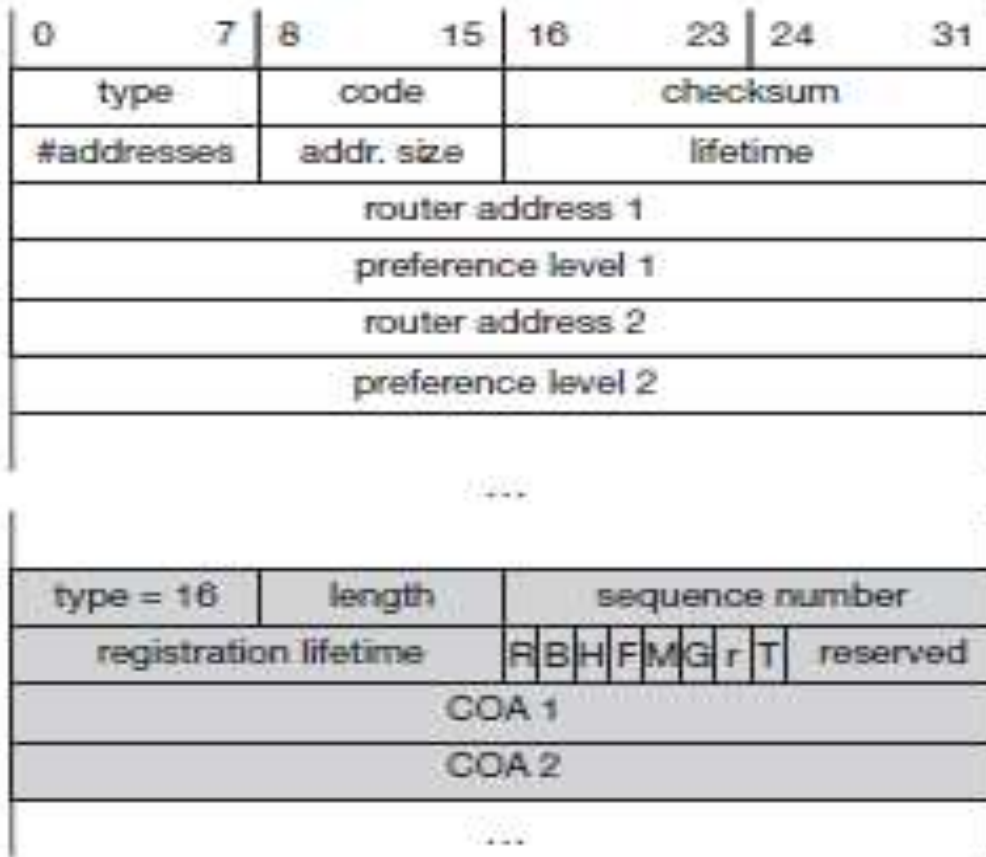 0 7 8 15 16 23 24 31
type code checksum
#addresses addr. size lifetime
router address 1
preference level 1
router address 2
preference level 2
...
type = 16 length sequence number
registration lifetime R B H F M G r T reserved
COA 1
COA 2
...